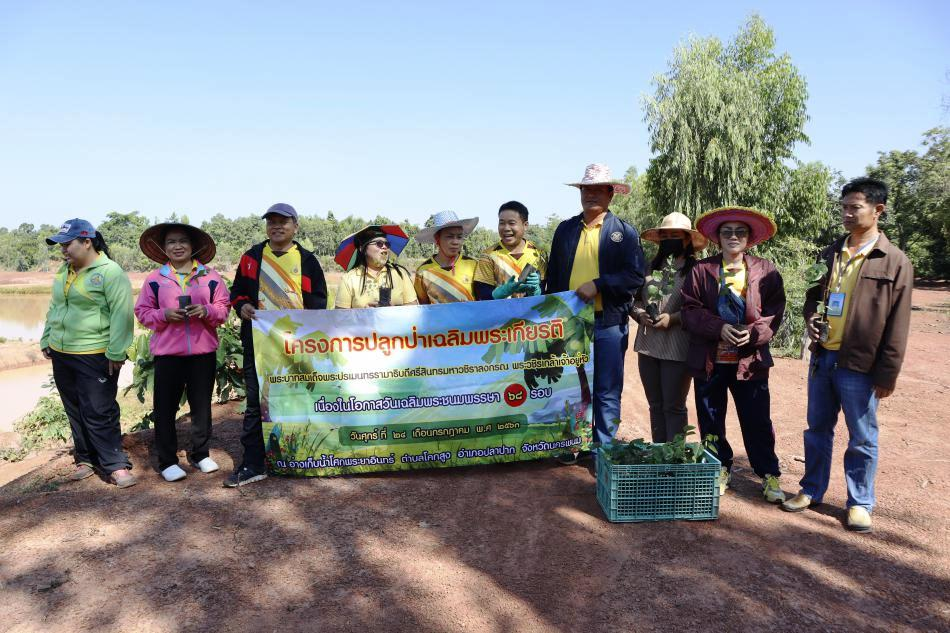 โครงการปลูกป่าเฉลิมพระเกียรติ
พระบาทสมเด็จพระปรเมนทรรามาธิบดีศรีสินทรมหาวชิราลงกรณ พระวชิรเกล้าเจ้าอยู่หัว
เนื่องในโอกาสวันเฉลิมพระชนมพรรษา ๖๘ รอบ
วันศุกร์ ที่ ๒๔ เดือนกรกฎาคม พ.ศ ๒๕๖๓
ณ อ่างเก็บน้ำโคกพระยาอินทร์ ตำบลโคกสูง อำเภอปลาปาก จังหวัดนครพนม